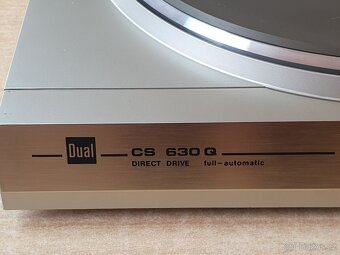 Dual CS 630 Q
DIRECT DRIVE full-automatic